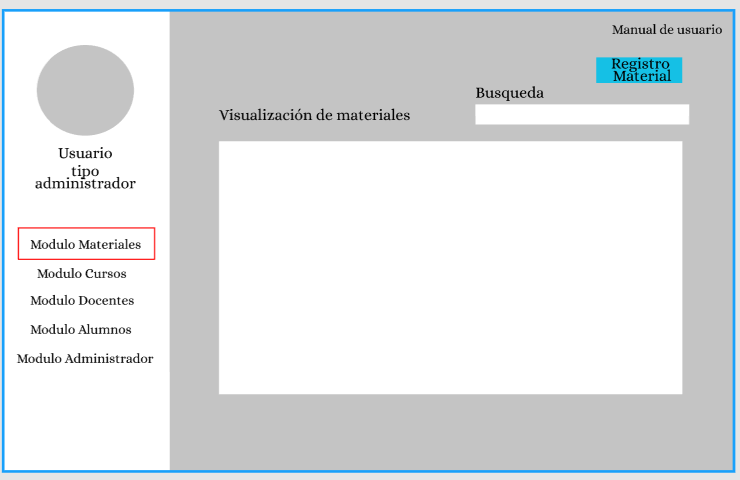 Manual de usuario
Registro
Material
Busqueda
Visualización de materiales
Usuario
tipo
administrador
Modulo Materiales
Modulo Cursos
Modulo Docentes
Modulo Alumnos
Modulo Administrador